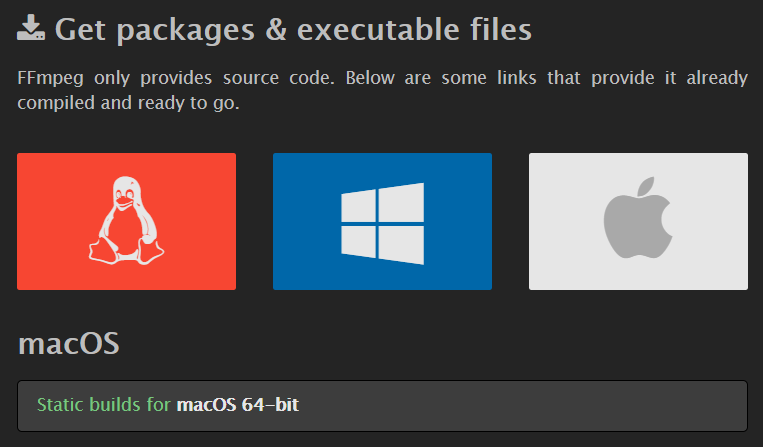 Get packages & executable files
FFmpeg only provides source code. Below are some links that provide it already
compiled and ready to go.
macOS
Static builds for macOS 64-bit